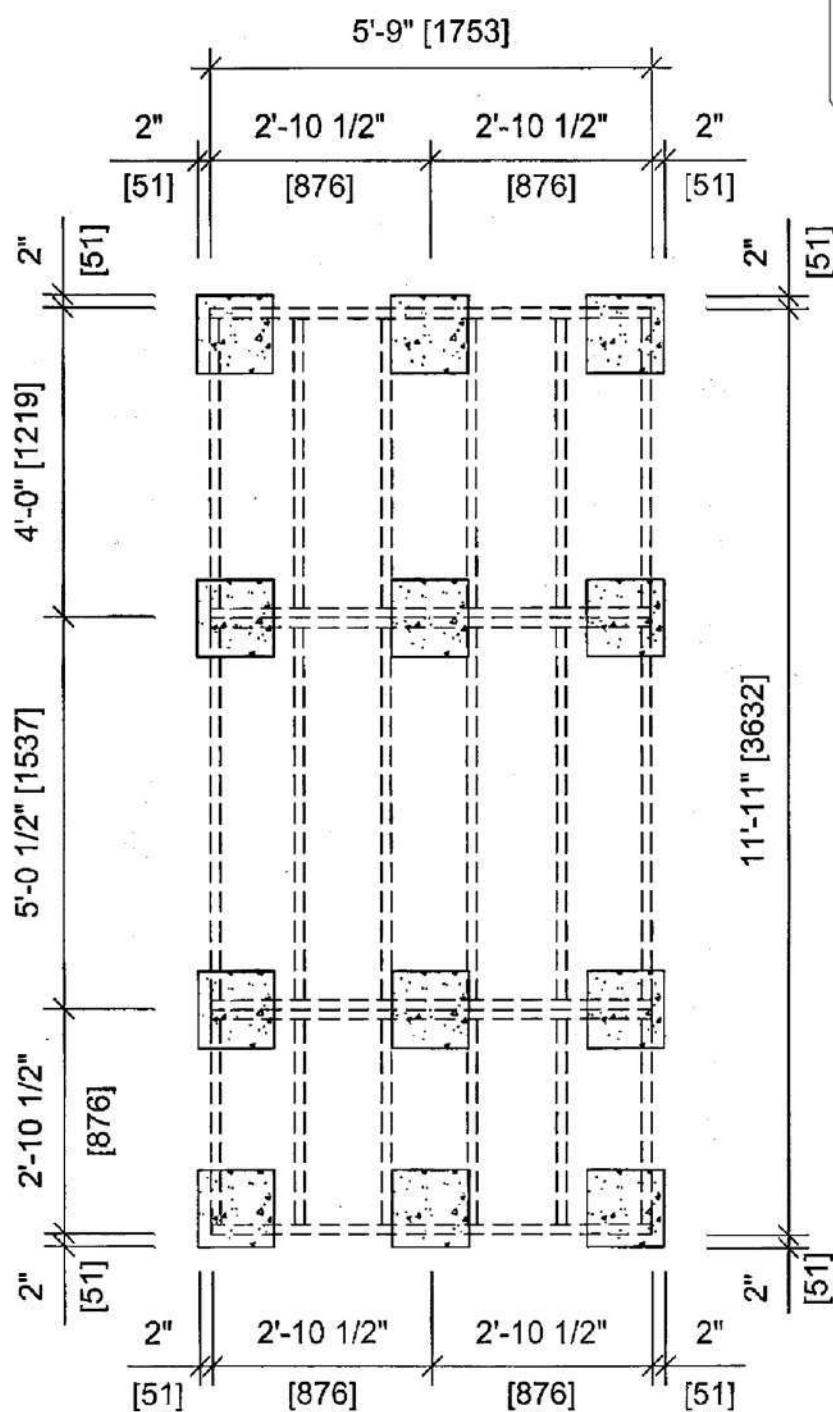 5'-9" [1753]
2" 2'-10 1/2" 2'-10 1/2" 2"
[51] [876] [876] [51]
2"
[51]
4'-0" [1219]
5'-0 1/2" [1537]
2'-10 1/2"
[876]
2"
[51]
2"
[51]
11'-11" [3632]
2"
[51]
2" 2'-10 1/2" 2'-10 1/2" 2"
[51] [876] [876] [51]